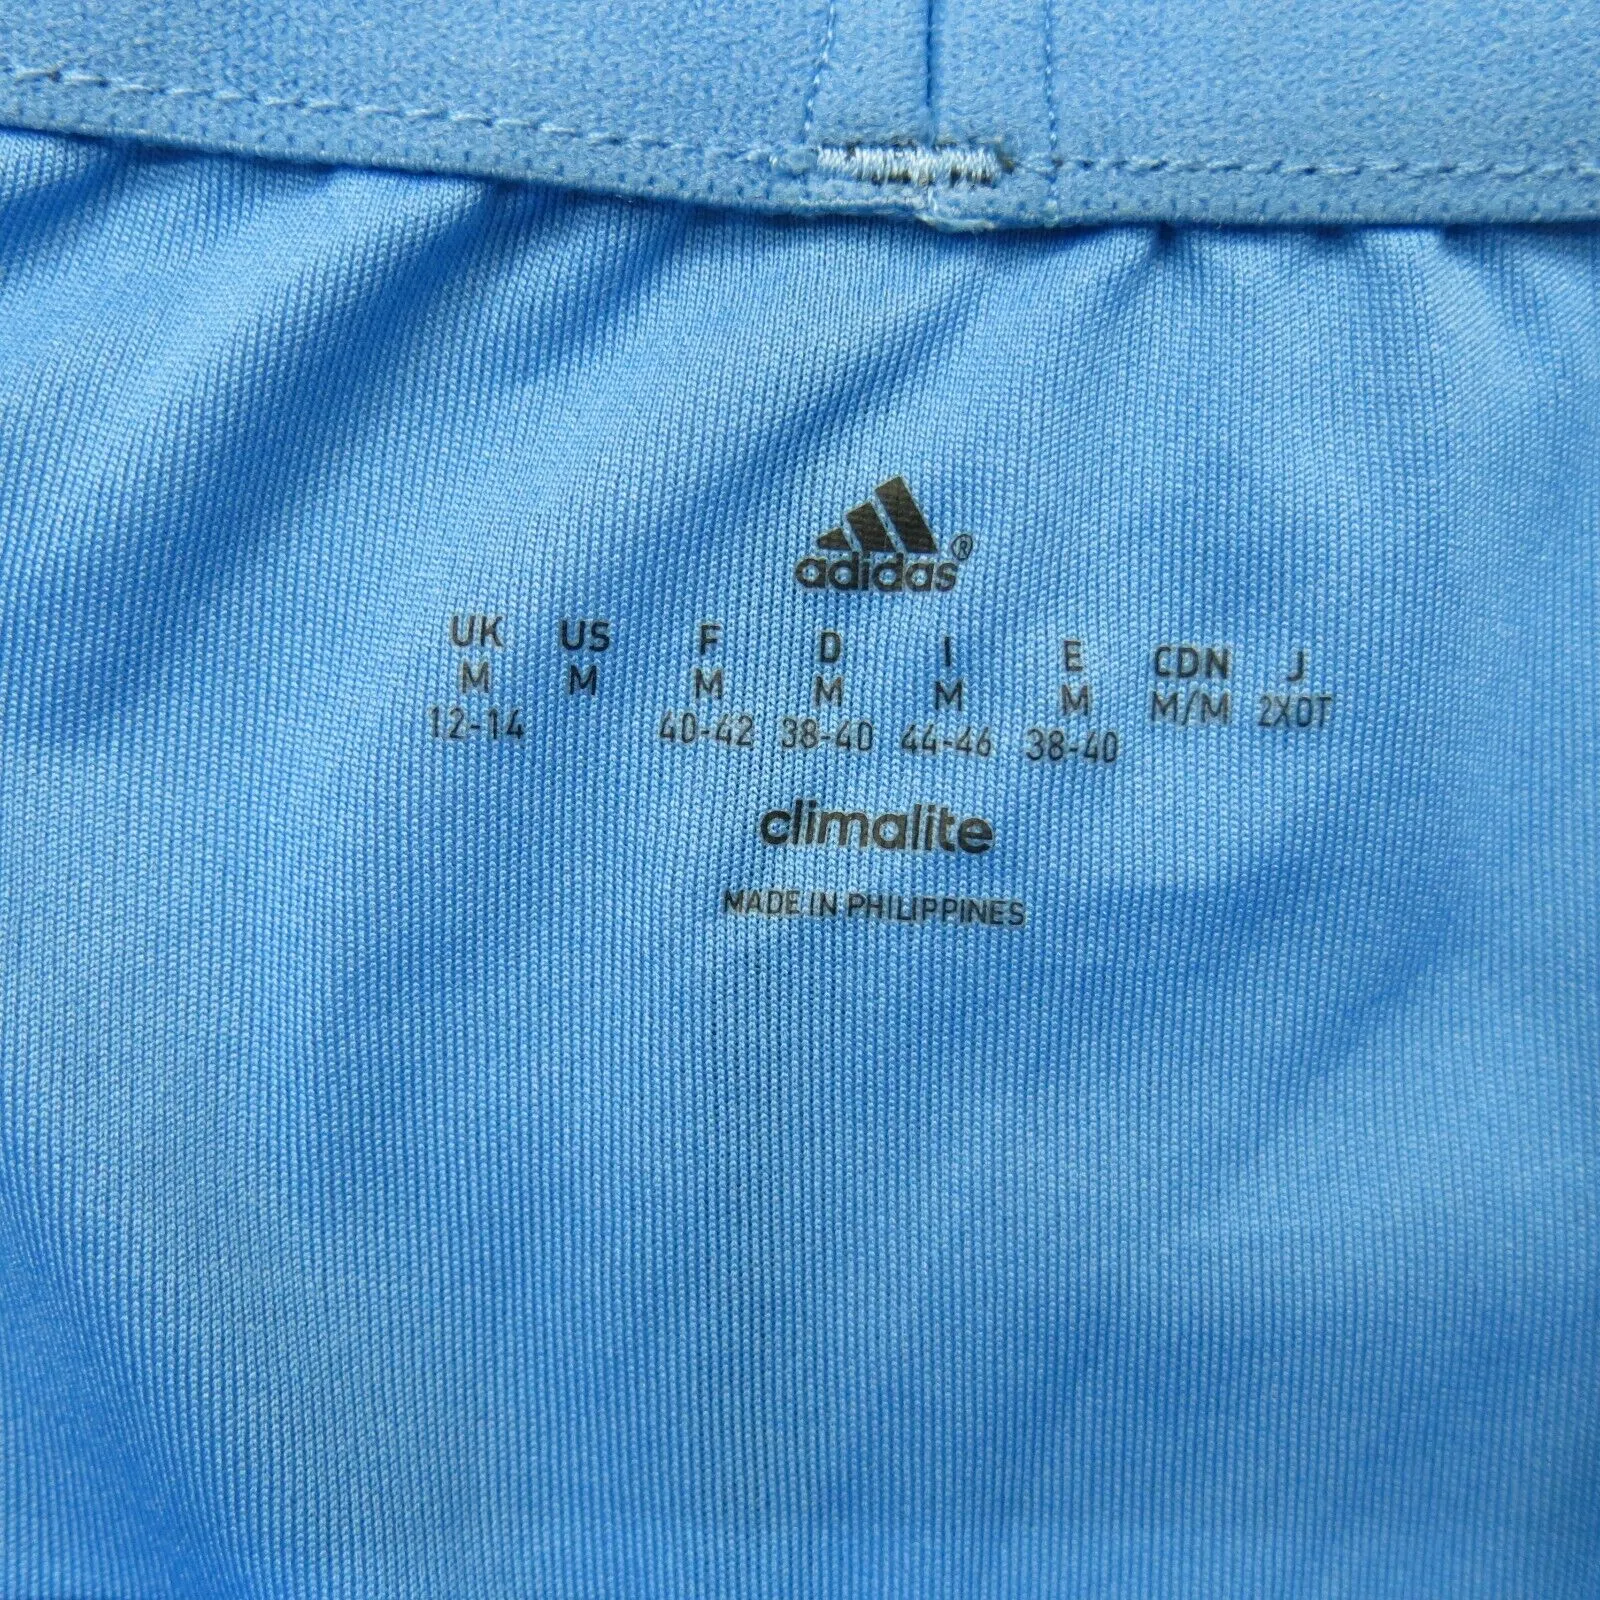 adidas®
UK US F D I E CDN J
M M M M M M M/M 2XOT
12-14 40-42 38-40 44-46 38-40
climalite
MADE IN PHILIPPINES